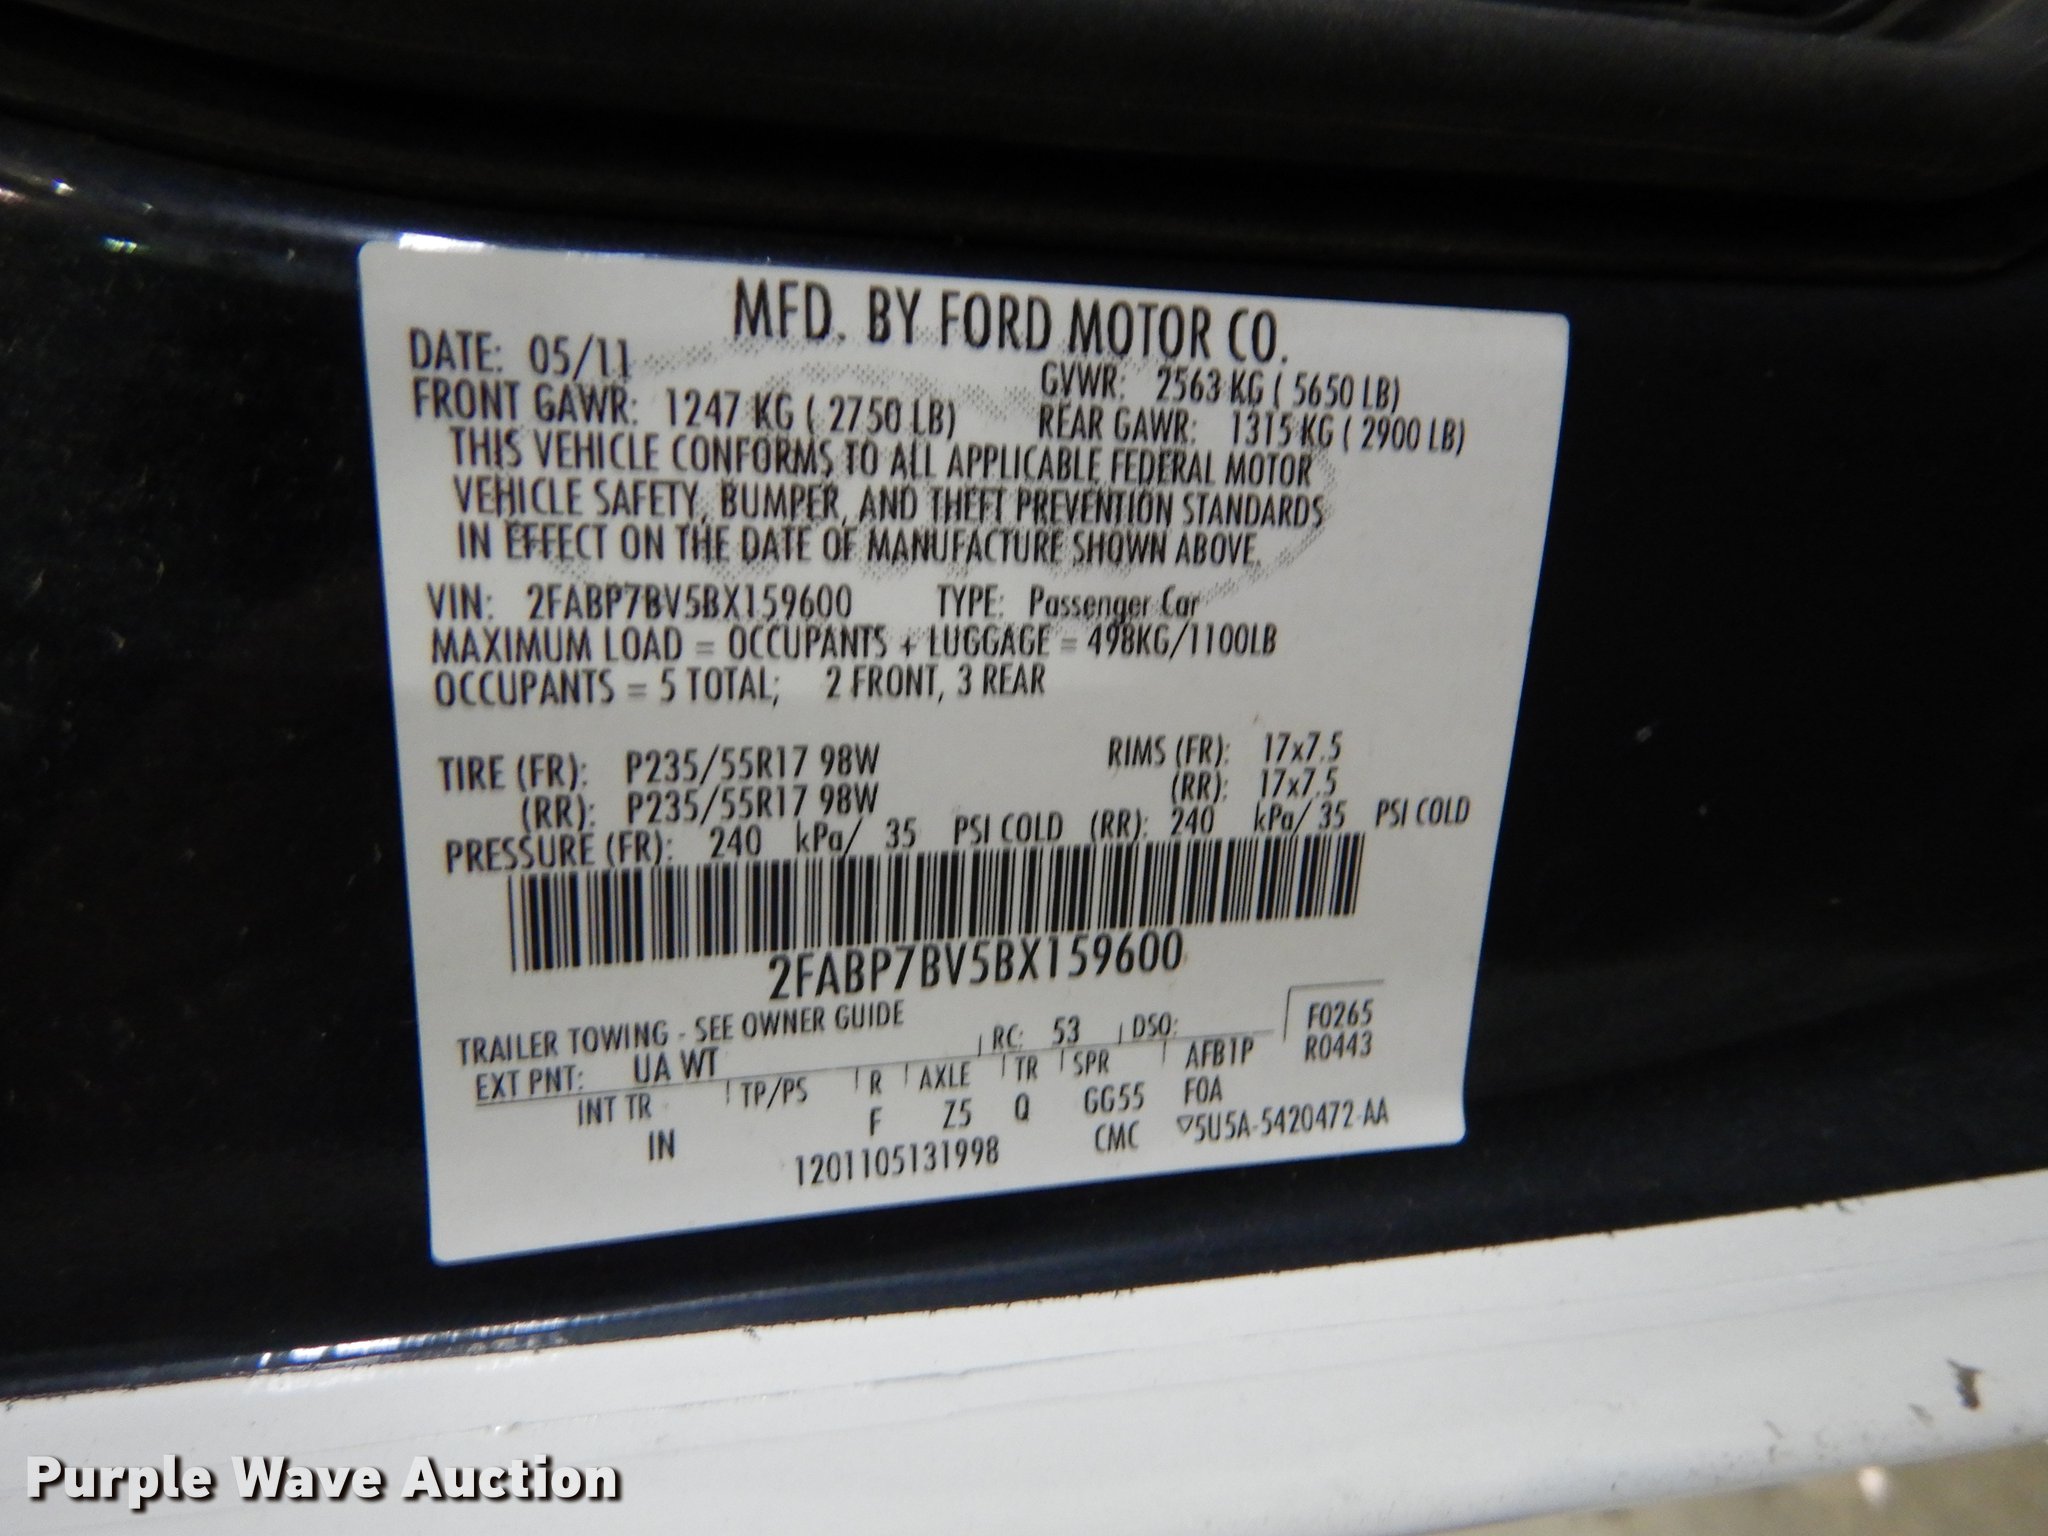 MFD. BY FORD MOTOR CO.
DATE: 05/11 GVWR: 2563 KG ( 5650 LB)
FRONT GAWR: 1247 KG ( 2750 LB) REAR GAWR: 1315 KG ( 2900 LB)
THIS VEHICLE CONFORMS TO ALL APPLICABLE FEDERAL MOTOR
VEHICLE SAFETY, BUMPER, AND THEFT PREVENTION STANDARDS
IN EFFECT ON THE DATE OF MANUFACTURE SHOWN ABOVE.
VIN: 2FABP7BV5BX159600 TYPE: Passenger Car
MAXIMUM LOAD = OCCUPANTS + LUGGAGE = 498KG/1100LB
OCCUPANTS = 5 TOTAL; 2 FRONT, 3 REAR
TIRE (FR): P235/55R17 98W RIMS (FR): 17x7.5
(RR): P235/55R17 98W (RR): 17x7.5
PRESSURE (FR): 240 kPa/ 35 PSI COLD (RR): 240 kPa/ 35 PSI COLD
2FABP7BV5BX159600
TRAILER TOWING - SEE OWNER GUIDE
EXT PNT: UA WT RC: 53 DSO: F0265
INT TR TP/PS R AXLE TR SPR AFB1P R0443
IN F Z5 Q GG55 FOA
1201105131998 CMC ▽5U5A-5420472-AA
Purple Wave Auction